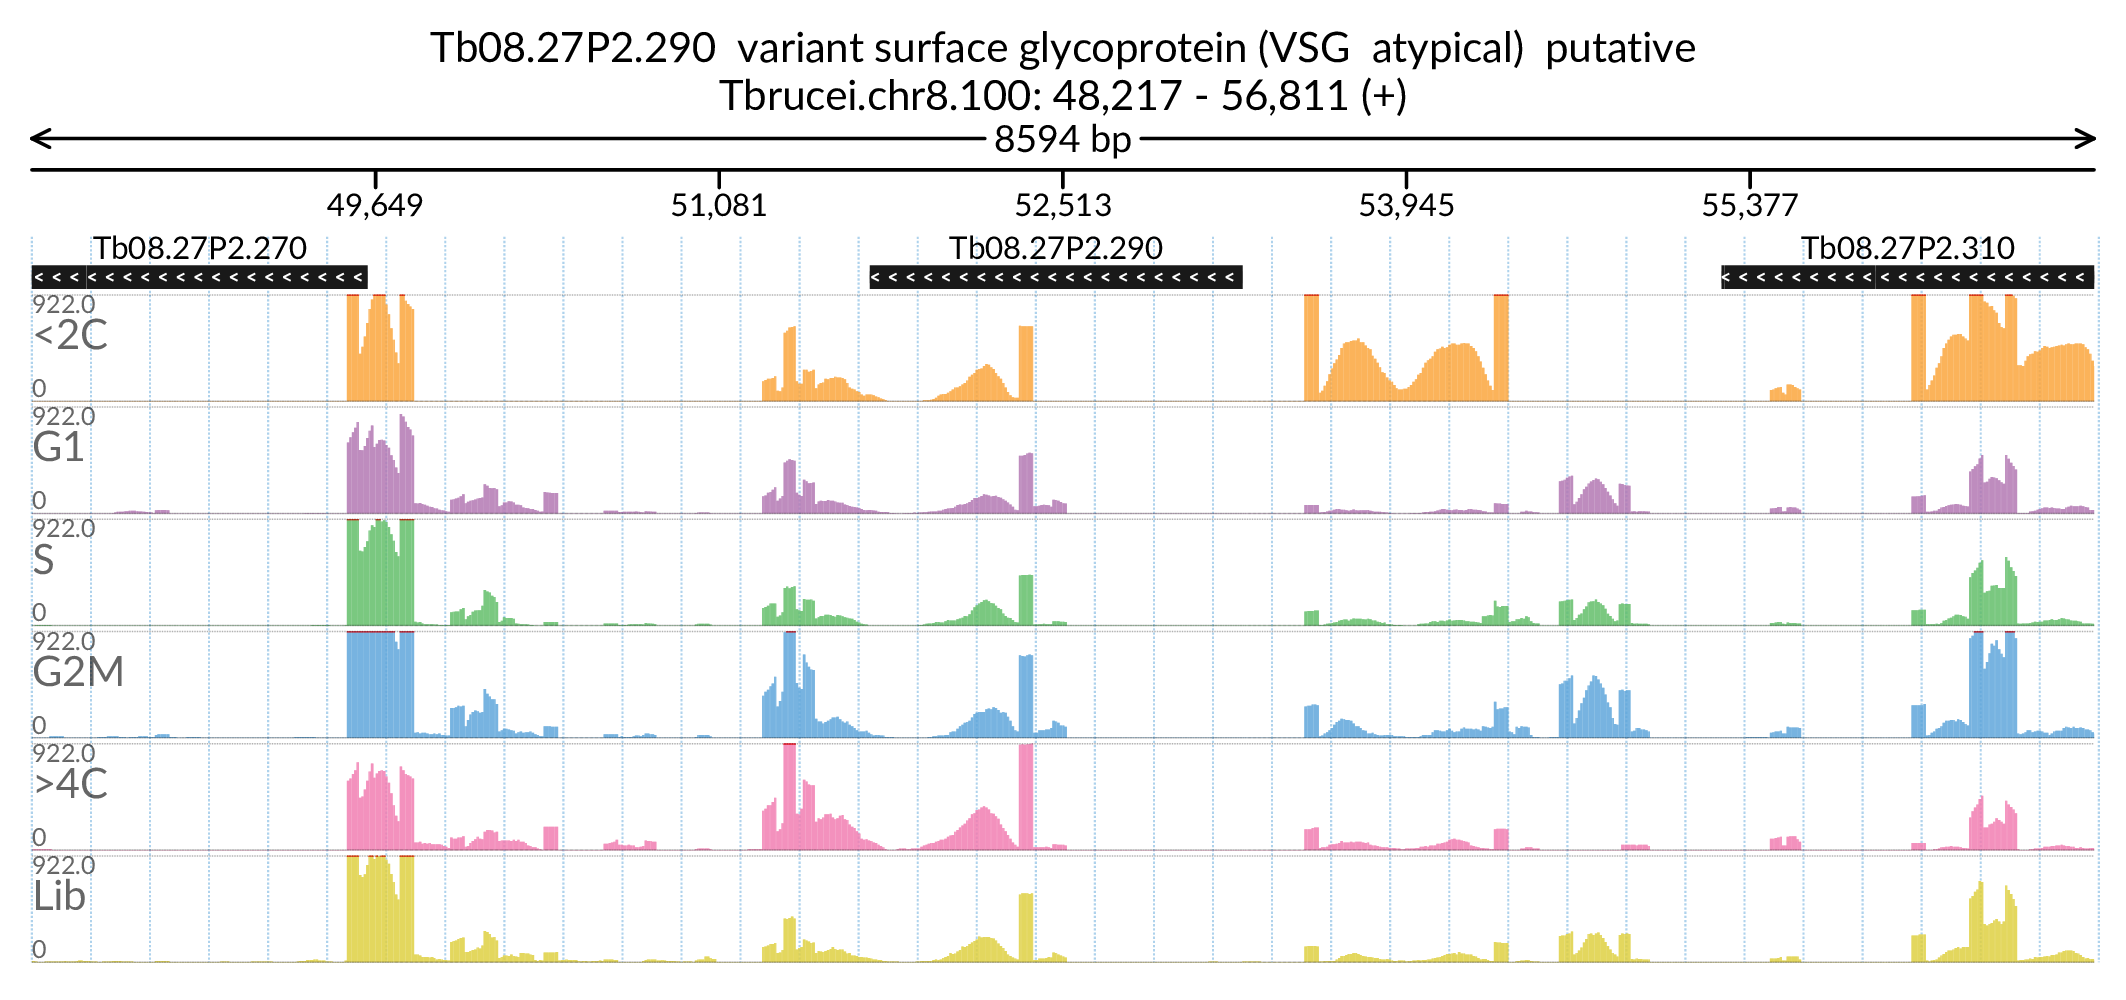 Tb08.27P2.290  variant surface glycoprotein (VSG  atypical)  putative
Tbrucei.chr8.100: 48,217 - 56,811 (+)
8594 bp
49,649 51,081 52,513 53,945 55,377
Tb08.27P2.270 Tb08.27P2.290 Tb08.27P2.310
922.0
<2C
0
922.0
G1
0
922.0
S
0
922.0
G2M
0
922.0
>4C
0
922.0
Lib
0